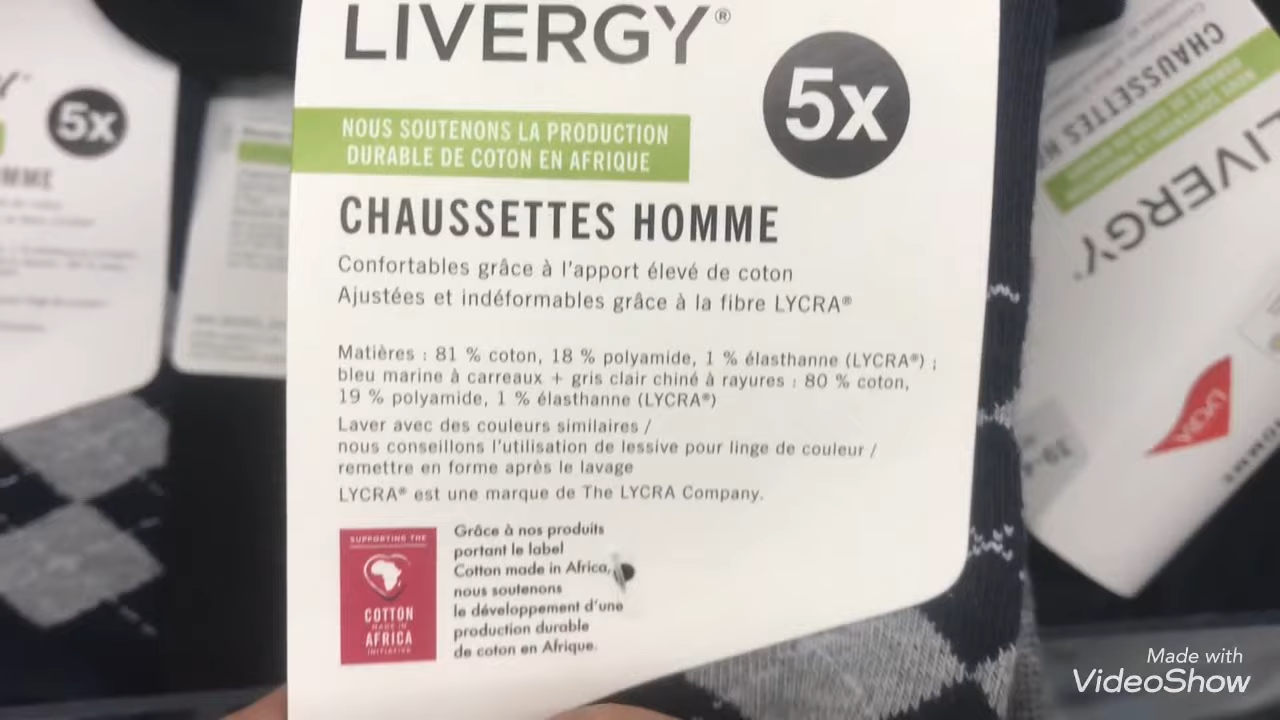 LIVERGY®
5x
NOUS SOUTENONS LA PRODUCTION
DURABLE DE COTON EN AFRIQUE
CHAUSSETTES HOMME
Confortables grâce à l'apport élevé de coton
Ajustées et indéformables grâce à la fibre LYCRA®
Matières : 81 % coton, 18 % polyamide, 1 % élasthanne (LYCRA®) ;
bleu marine à carreaux + gris clair chiné à rayures : 80 % coton,
19 % polyamide, 1 % élasthanne (LYCRA®)
Laver avec des couleurs similaires /
nous conseillons l'utilisation de lessive pour linge de couleur /
remettre en forme après le lavage
LYCRA® est une marque de The LYCRA Company.
SUPPORTING THE
COTTON
MADE IN
AFRICA
INITIATIVE
Grâce à nos produits
portant le label
Cotton made in Africa,
nous soutenons
le développement d'une
production durable
de coton en Afrique.
5x
CHAUSSETTES
LIVERGY
LYCRA
Made with
VideoShow